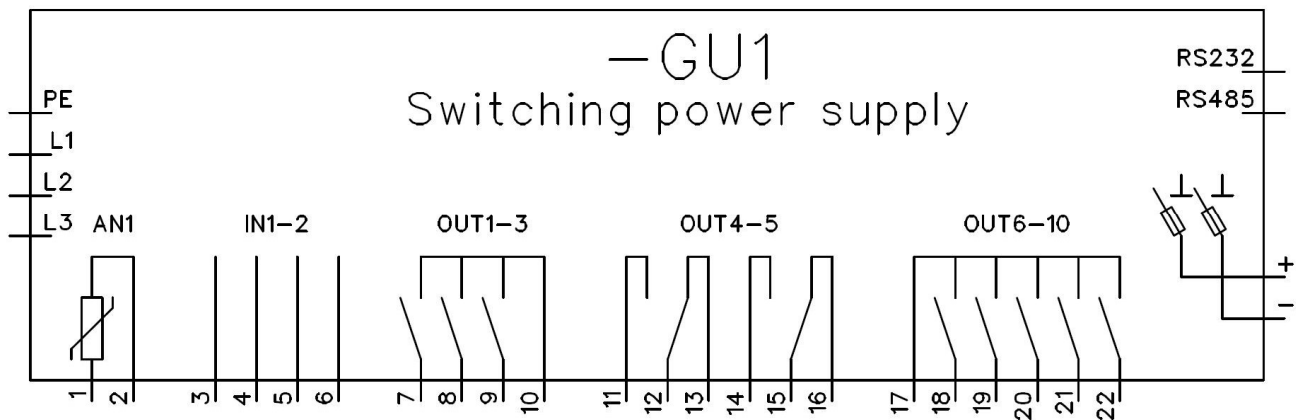 -GU1
Switching power supply
RS232
RS485
PE
L1
L2
L3
AN1 IN1-2 OUT1-3 OUT4-5 OUT6-10
+
-
1 2 3 4 5 6 7 8 9 10 11 12 13 14 15 16 17 18 19 20 21 22